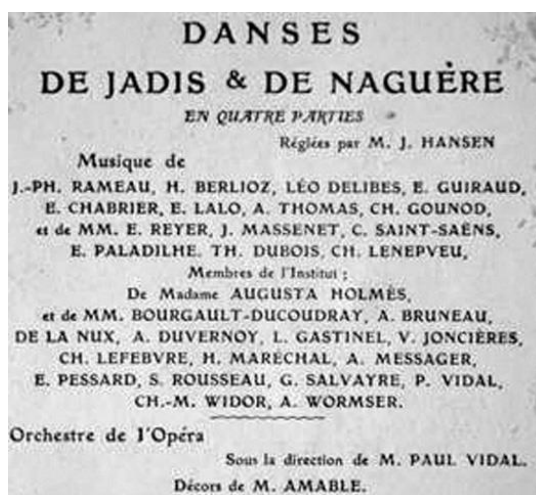 DANSES
DE JADIS & DE NAGUÈRE
EN QUATRE PARTIES
Réglées par M. J. HANSEN
Musique de
J.-PH. RAMEAU, H. BERLIOZ, LÉO DELIBES, E. GUIRAUD,
E. CHABRIER, E. LALO, A. THOMAS, CH. GOUNOD,
et de MM. E. REYER, J. MASSENET, C. SAINT-SAËNS,
E. PALADILHE, TH. DUBOIS, CH. LENEPVEU,
Membres de l'Institut ;
De Madame AUGUSTA HOLMÈS,
et de MM. BOURGAULT-DUCOUDRAY, A. BRUNEAU,
DE LA NUX, A. DUVERNOY, L. GASTINEL, V. JONCIÈRES,
CH. LEFEBVRE, H. MARÉCHAL, A. MESSAGER,
E. PESSARD, S. ROUSSEAU, G. SALVAYRE, P. VIDAL,
CH.-M. WIDOR, A. WORMSER.
Orchestre de l'Opéra
Sous la direction de M. PAUL VIDAL.
Décors de M. AMABLE.